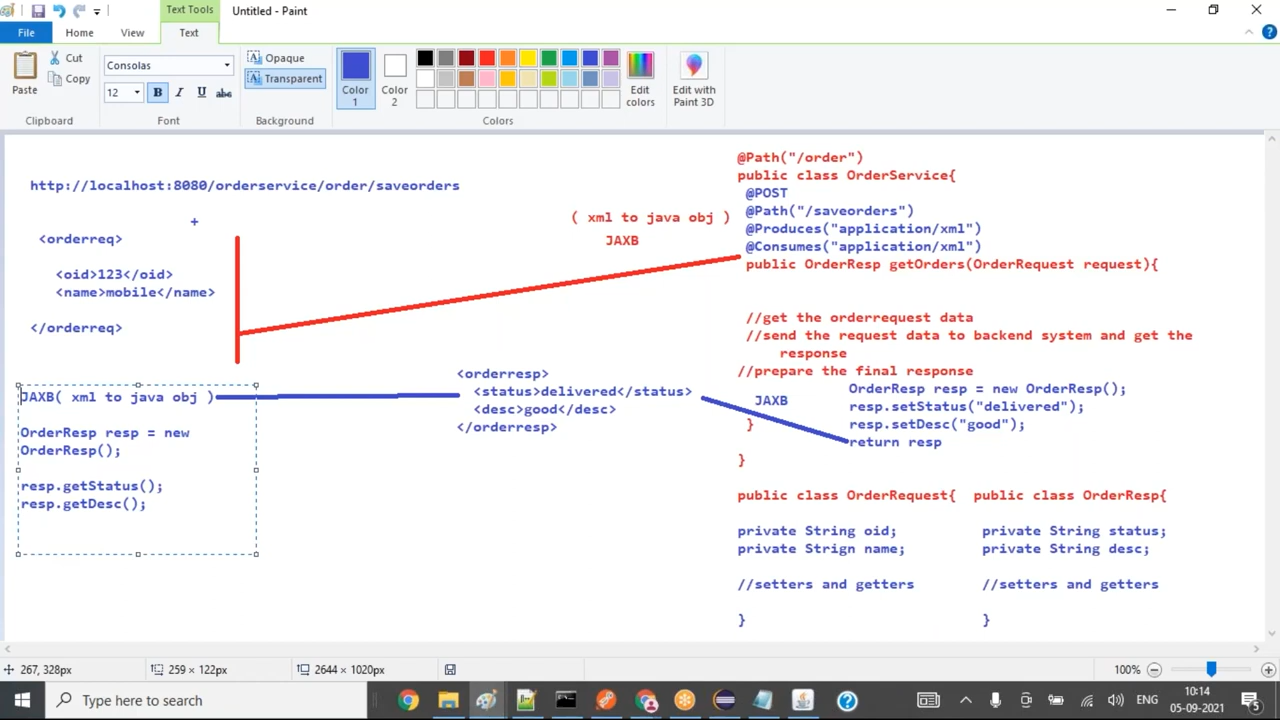 Text Tools
Untitled - Paint
File
Home
View
Text
Paste
Cut
Copy
Clipboard
Consolas
12
B
I
U
abc
Font
Opaque
Transparent
Background
Color
1
Color
2
Edit
colors
Colors
Edit with
Paint 3D
http://localhost:8080/orderservice/order/saveorders
+
<orderreq>
<oid>123</oid>
<name>mobile</name>
</orderreq>
JAXB( xml to java obj )
OrderResp resp = new
OrderResp();
resp.getStatus();
resp.getDesc();
<orderresp>
<status>delivered</status>
<desc>good</desc>
</orderresp>
( xml to java obj )
JAXB
@Path("/order")
public class OrderService{
@POST
@Path("/saveorders")
@Produces("application/xml")
@Consumes("application/xml")
public OrderResp getOrders(OrderRequest request){
//get the orderrequest data
//send the request data to backend system and get the
response
//prepare the final response
OrderResp resp = new OrderResp();
JAXB
resp.setStatus("delivered");
resp.setDesc("good");
}
return resp
}
public class OrderRequest{
private String oid;
private Strign name;
//setters and getters
}
public class OrderResp{
private String status;
private String desc;
//setters and getters
}
267, 328px
259 × 122px
2644 × 1020px
100%
Type here to search
ENG
10:14
05-09-2021
5